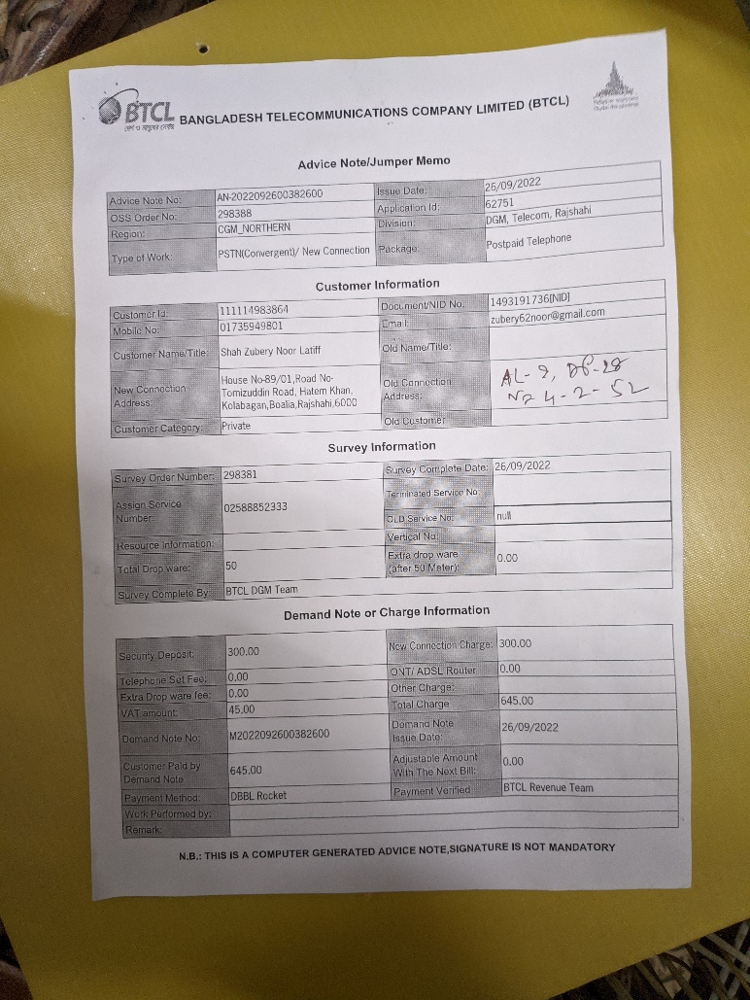 BTCL
BANGLADESH TELECOMMUNICATIONS COMPANY LIMITED (BTCL)
Advice Note/Jumper Memo
Advice Note No: AN-2022092600382600 Issue Date: 26/09/2022
OSS Order No: 298388 Application Id: 62751
Region: CGM_NORTHERN Division: DGM, Telecom, Rajshahi
Type of Work: PSTN(Convergent)/ New Connection Package: Postpaid Telephone
Customer Information
Customer Id: 111114983864 Document/NID No. 1493191736[NID]
Mobile No: 01735949801 Email: zubery62noor@gmail.com
Customer Name/Title: Shah Zubery Noor Latiff Old Name/Title:
New Connection Address: House No-89/01,Road No- Old Connection Address: AL-9, DP-28
Tomizuddin Road, Hatem Khan, 4-2-52
Kolabagan,Boalia,Rajshahi,6000
Customer Category: Private Old Customer
Survey Information
Survey Order Number: 298381 Survey Complete Date: 26/09/2022
Assign Service Number: 02588852333 Terminated Service No:
OLD Service No: null
Resource Information: Vertical No:
Total Drop ware: 50 Extra drop ware (after 50 Meter): 0.00
Survey Complete By: BTCL DGM Team
Demand Note or Charge Information
Security Deposit: 300.00 New Connection Charge: 300.00
Telephone Set Fee: 0.00 ONT/ ADSL Router 0.00
Extra Drop ware fee: 0.00 Other Charge:
VAT amount: 45.00 Total Charge 645.00
Demand Note No: M2022092600382600 Demand Note Issue Date: 26/09/2022
Customer Paid by Demand Note 645.00 Adjustable Amount With The Next Bill: 0.00
Payment Method: DBBL Rocket Payment Verified BTCL Revenue Team
Work Performed by:
Remark:
N.B.: THIS IS A COMPUTER GENERATED ADVICE NOTE,SIGNATURE IS NOT MANDATORY